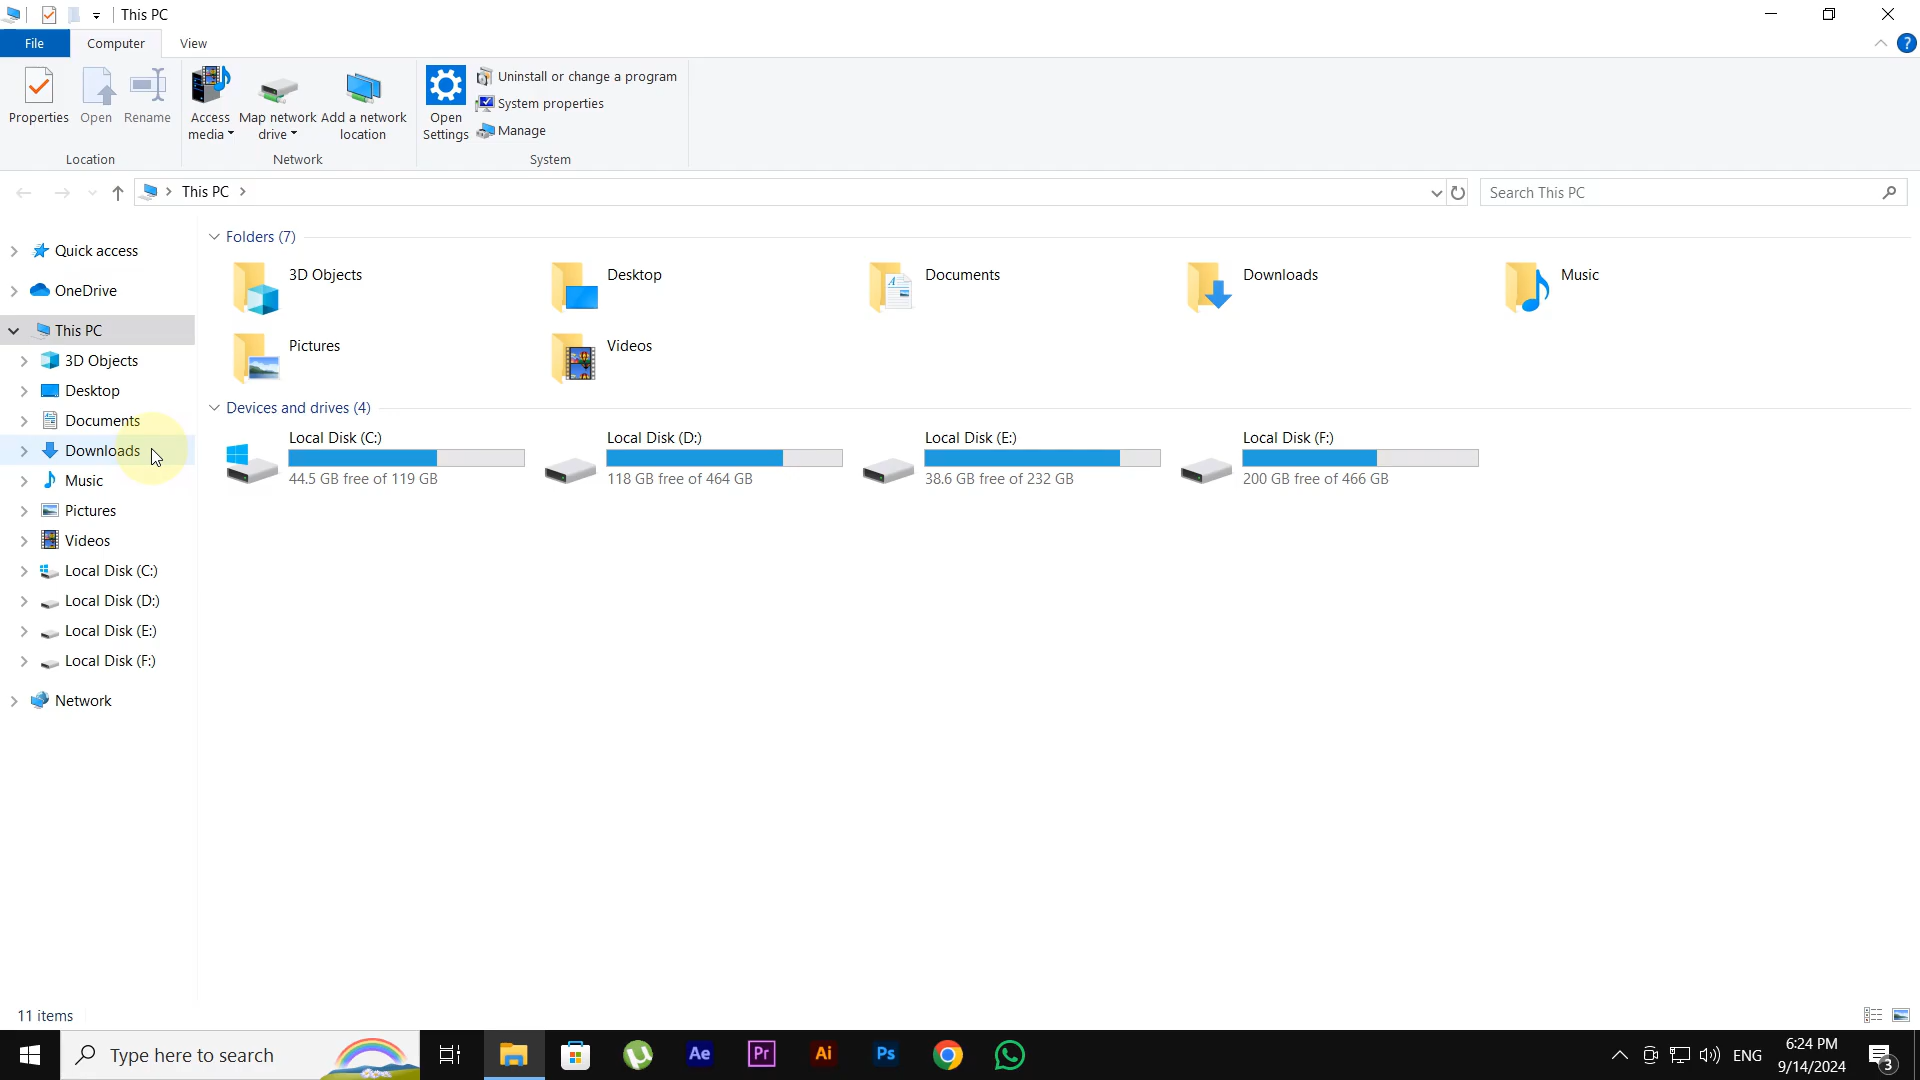 This PC
File
Computer
View
?
Properties
Open
Rename
Access
media
Map network
drive
Add a network
location
Open
Settings
Uninstall or change a program
System properties
Manage
Location
Network
System
This PC
Search This PC
Quick access
OneDrive
This PC
3D Objects
Desktop
Documents
Downloads
Music
Pictures
Videos
Local Disk (C:)
Local Disk (D:)
Local Disk (E:)
Local Disk (F:)
Network
Folders (7)
3D Objects
Desktop
Documents
Downloads
Music
Pictures
Videos
Devices and drives (4)
Local Disk (C:)
44.5 GB free of 119 GB
Local Disk (D:)
118 GB free of 464 GB
Local Disk (E:)
38.6 GB free of 232 GB
Local Disk (F:)
200 GB free of 466 GB
11 items
Type here to search
Ae
Pr
Ai
Ps
ENG
6:24 PM
9/14/2024
3